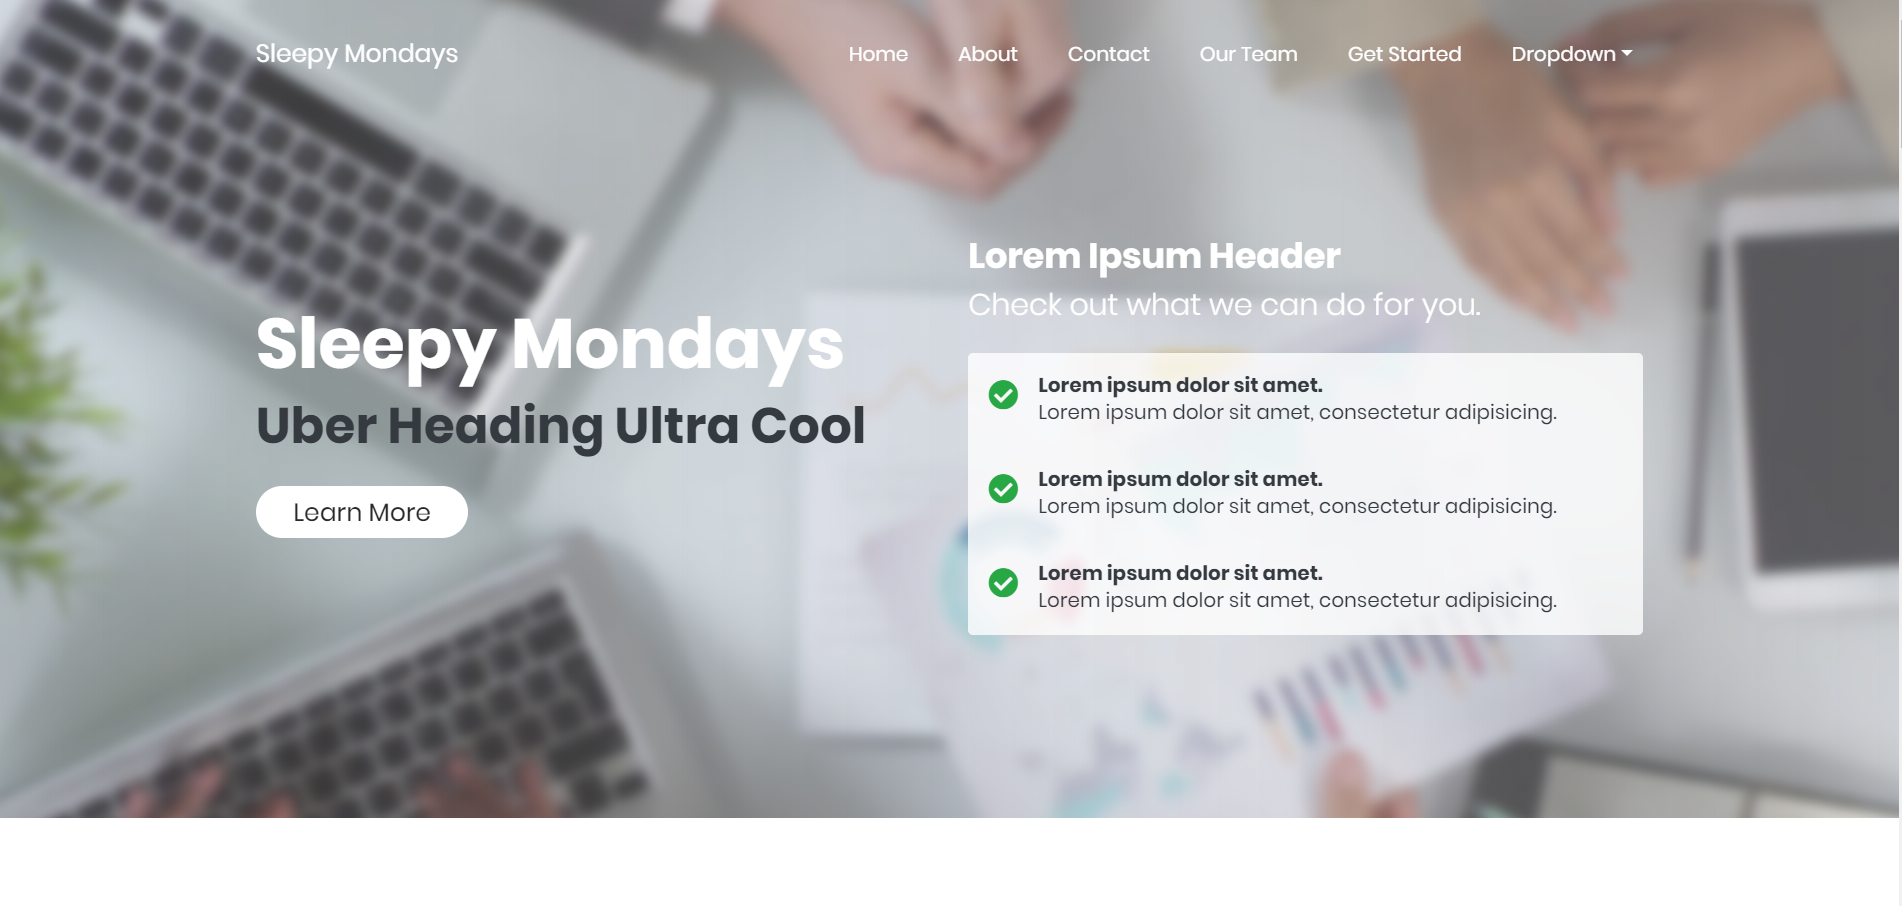 Sleepy Mondays
Home About Contact Our Team Get Started Dropdown
Sleepy Mondays
Uber Heading Ultra Cool
Learn More
Lorem Ipsum Header
Check out what we can do for you.
Lorem ipsum dolor sit amet.
Lorem ipsum dolor sit amet, consectetur adipisicing.
Lorem ipsum dolor sit amet.
Lorem ipsum dolor sit amet, consectetur adipisicing.
Lorem ipsum dolor sit amet.
Lorem ipsum dolor sit amet, consectetur adipisicing.